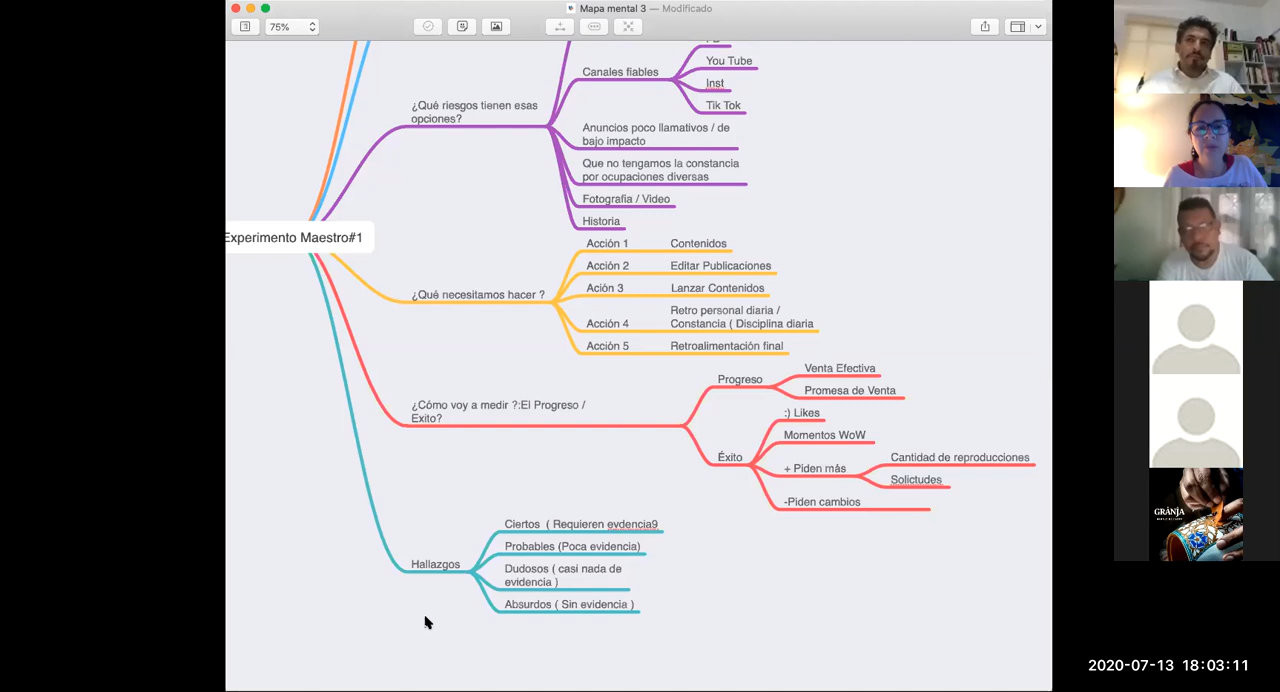 Mapa mental 3 — Modificado
75%
Canales fiables
You Tube
Inst
Tik Tok
¿Qué riesgos tienen esas
opciones?
Anuncios poco llamativos / de
bajo impacto
Que no tengamos la constancia
por ocupaciones diversas
Fotografía / Video
Historia
Experimento Maestro#1
¿Qué necesitamos hacer ?
Acción 1 Contenidos
Acción 2 Editar Publicaciones
Ación 3 Lanzar Contenidos
Retro personal diaria /
Acción 4 Constancia ( Disciplina diaria
Acción 5 Retroalimentación final
¿Cómo voy a medir ?:El Progreso /
Exito?
Progreso
Venta Efectiva
Promesa de Venta
Éxito
:) Likes
Momentos WoW
+ Piden más
Cantidad de reproducciones
Solictudes
-Piden cambios
Hallazgos
Ciertos ( Requieren evdencia9
Probables (Poca evidencia)
Dudosos ( casi nada de
evidencia )
Absurdos ( Sin evidencia )
GRANJA
2020-07-13 18:03:11